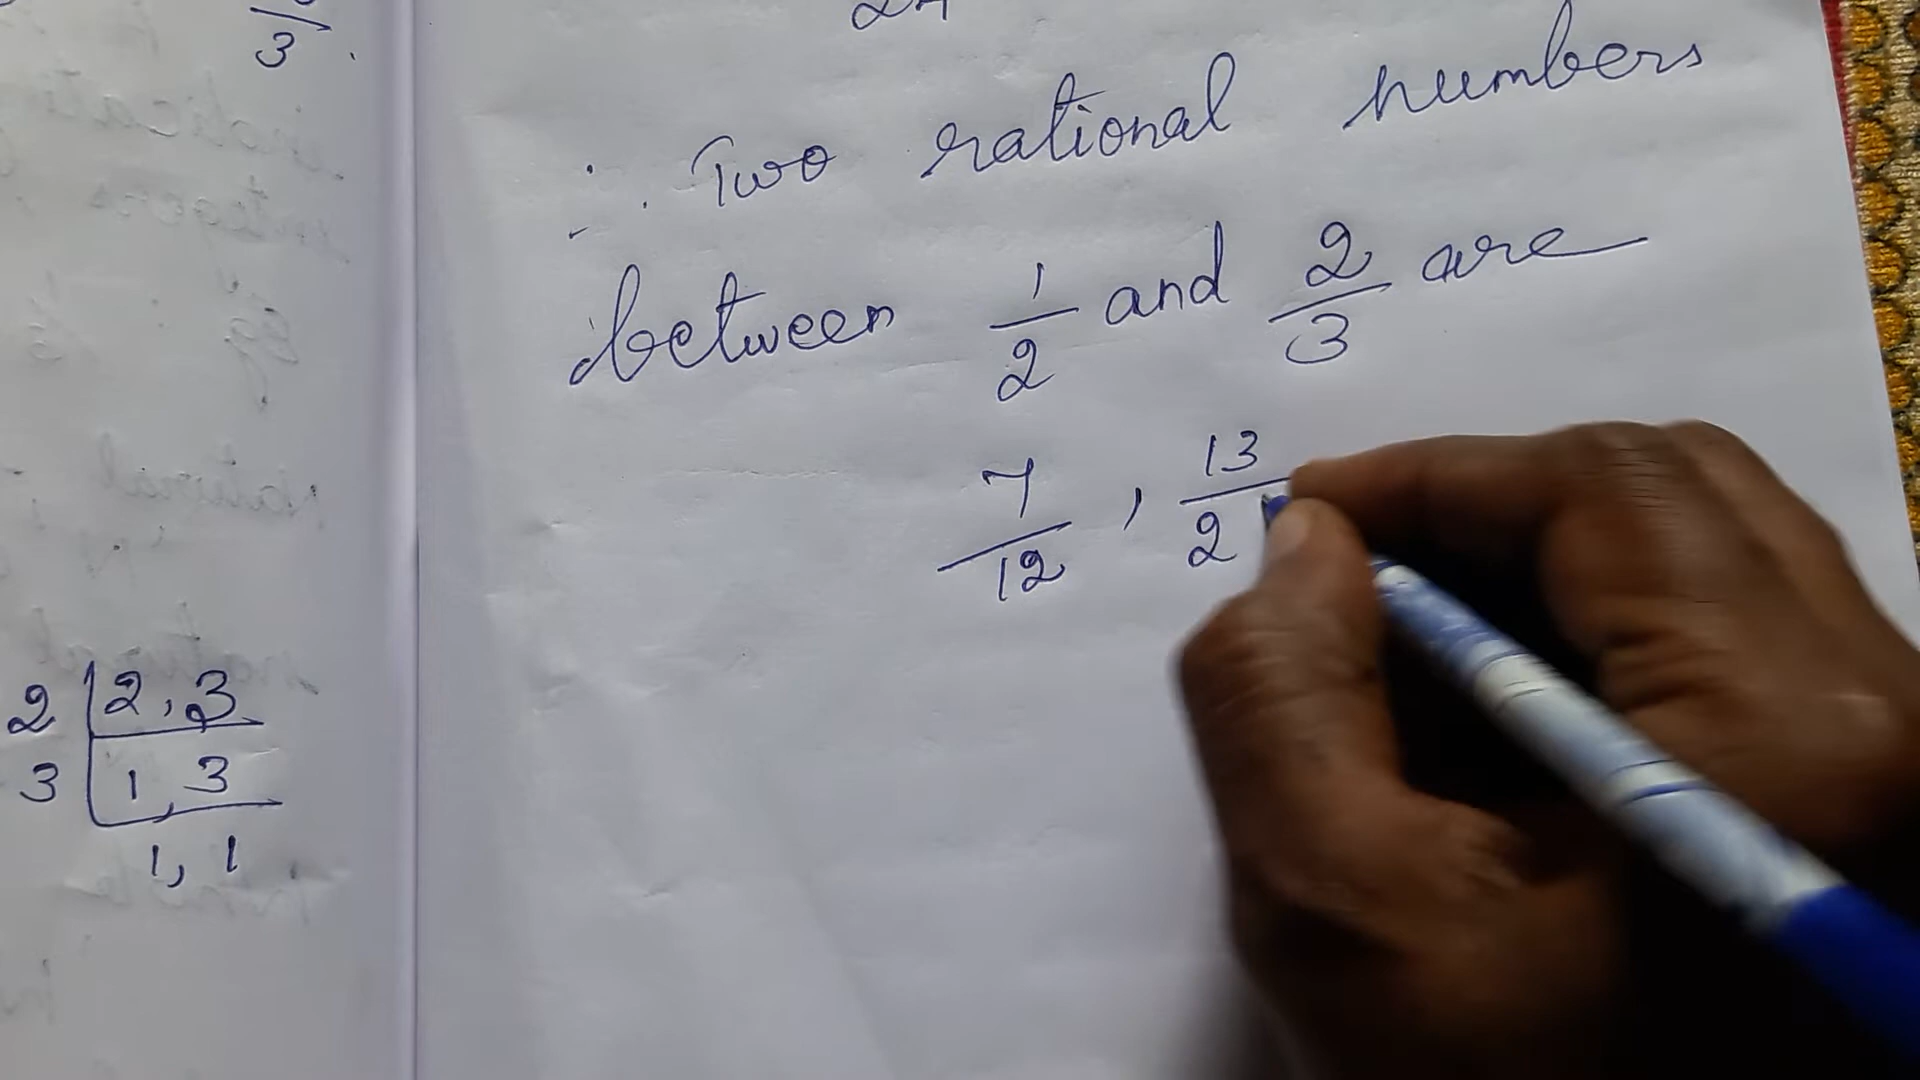 3
∴ Two rational numbers
between 1/2 and 2/3 are
7/12 , 13/2
2 | 2, 3
3 | 1, 3
1, 1